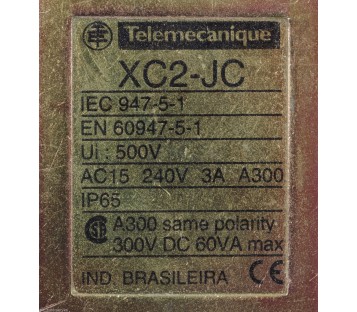 Telemecanique
XC2-JC
IEC 947-5-1
EN 60947-5-1
Ui : 500V
AC15 240V 3A A300
IP65
A300 same polarity
300V DC 60VA max
IND. BRASILEIRA CE